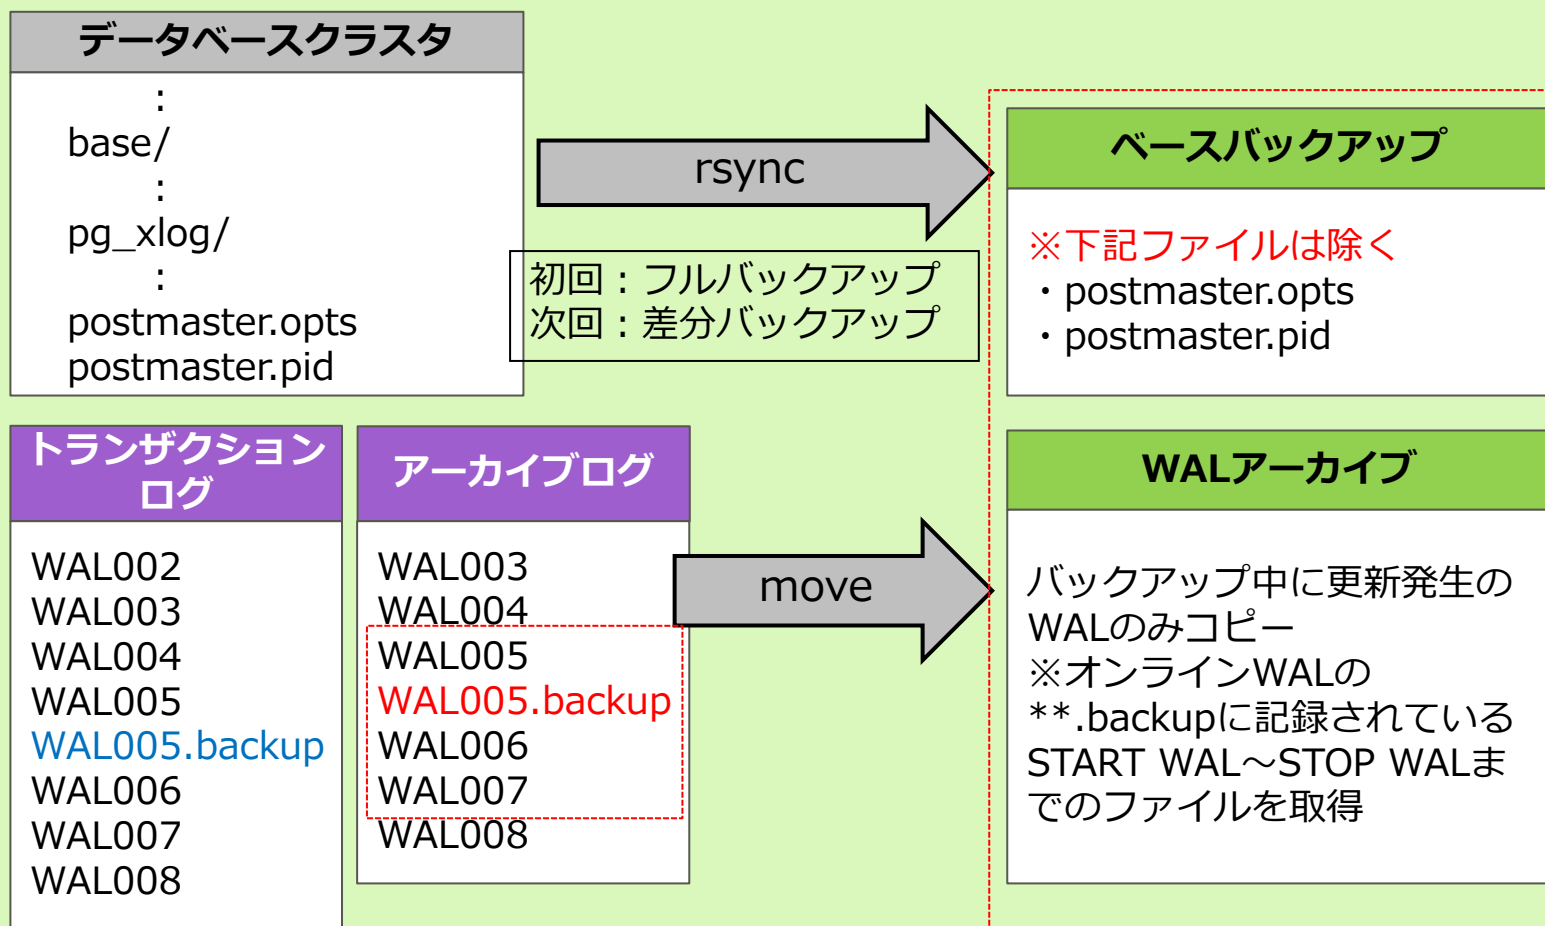 データベースクラスタ
:
base/
:
pg_xlog/
:
postmaster.opts
postmaster.pid
rsync
初回：フルバックアップ
次回：差分バックアップ
ベースバックアップ
※下記ファイルは除く
・postmaster.opts
・postmaster.pid
トランザクション
ログ
WAL002
WAL003
WAL004
WAL005
WAL005.backup
WAL006
WAL007
WAL008
アーカイブログ
WAL003
WAL004
WAL005
WAL005.backup
WAL006
WAL007
WAL008
move
WALアーカイブ
バックアップ中に更新発生の
WALのみコピー
※オンラインWALの
**.backupに記録されている
START WAL～STOP WALま
でのファイルを取得